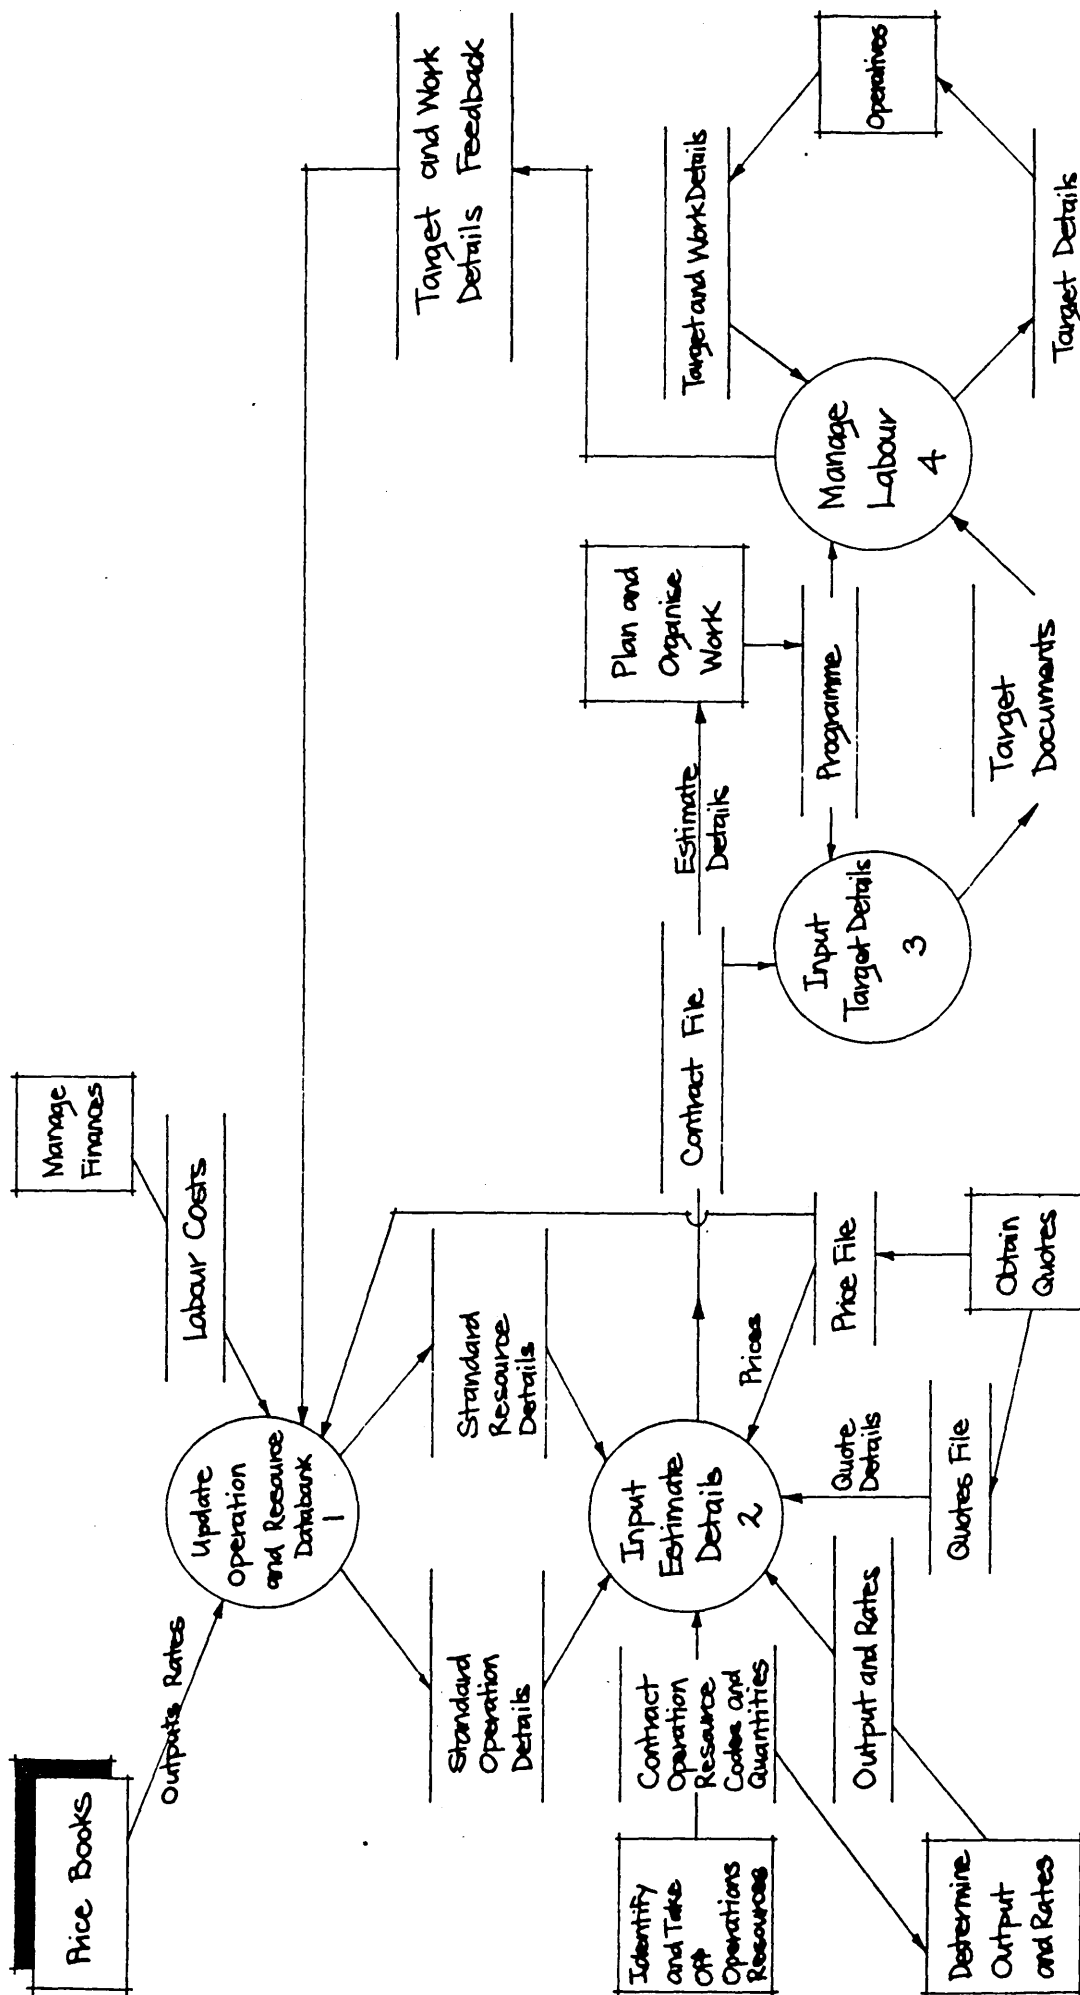 Price Books
Outputs Rates
Manage
Finances
Labour Costs
Update
Operation
and Resource
Databank
1
Target and Work
Details Feedback
Standard
Operation
Details
Standard
Resource
Details
Identify
and Take
Off
Operations
Resources
Contract
Operation
Resource
Codes and
Quantities
Input
Estimate
Details
2
Contract File
Estimate
Details
Plan and
Organise
Work
Prices
Price File
Quote
Details
Quotes File
Obtain
Quotes
Output and Rates
Determine
Output
and Rates
Input
Target Details
3
Programme
Target
Documents
Manage
Labour
4
Target and Work Details
Operatives
Target Details